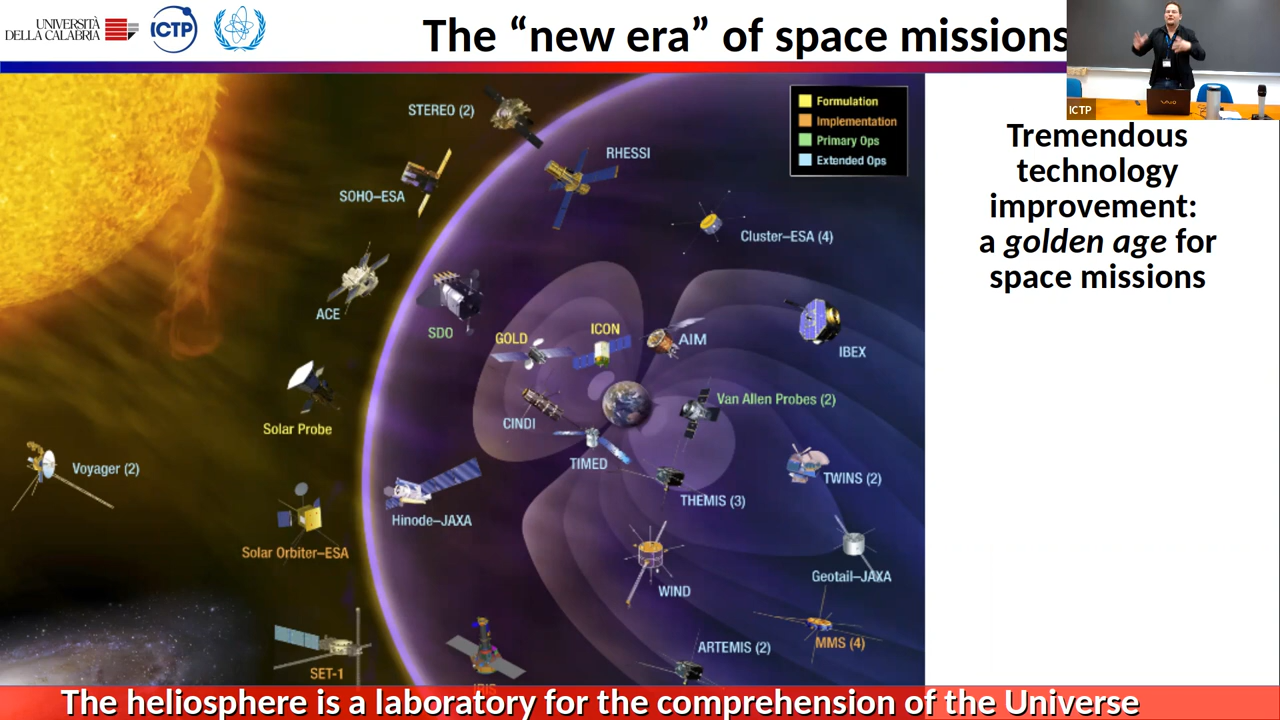 UNIVERSITÀ
DELLA CALABRIA
ICTP
The “new era” of space missions
ICTP
Formulation
Implementation
Primary Ops
Extended Ops
Tremendous
technology
improvement:
a golden age for
space missions
STEREO (2)
RHESSI
SOHO–ESA
Cluster–ESA (4)
ACE
SDO
GOLD
ICON
AIM
IBEX
Solar Probe
CINDI
Van Allen Probes (2)
Voyager (2)
TIMED
TWINS (2)
THEMIS (3)
Hinode–JAXA
Solar Orbiter–ESA
WIND
Geotail–JAXA
ARTEMIS (2)
MMS (4)
SET-1
IRIS
The heliosphere is a laboratory for the comprehension of the Universe